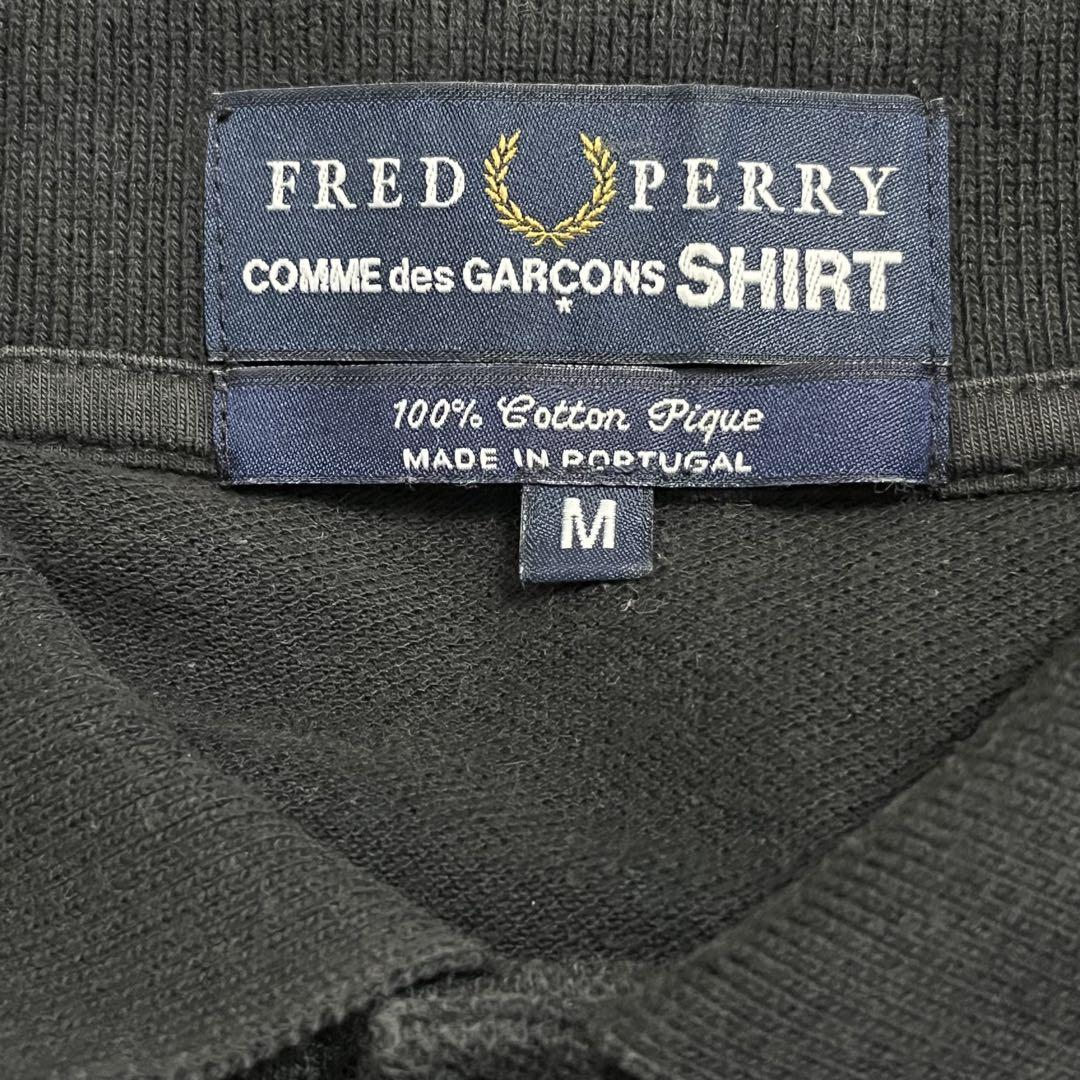 FRED PERRY
COMME des GARÇONS SHIRT
*
100% Cotton Pique
MADE IN PORTUGAL
M